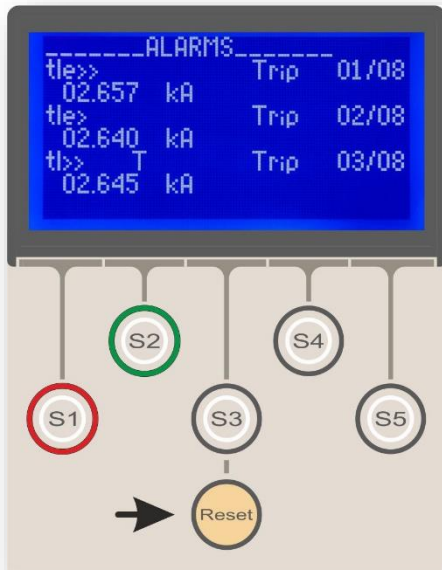 _______ALARMS_______
tIe>> Trip 01/08
02.657 kA
tIe> Trip 02/08
02.640 kA
tI>> T Trip 03/08
02.645 kA
S2 S4
S1 S3 S5
Reset